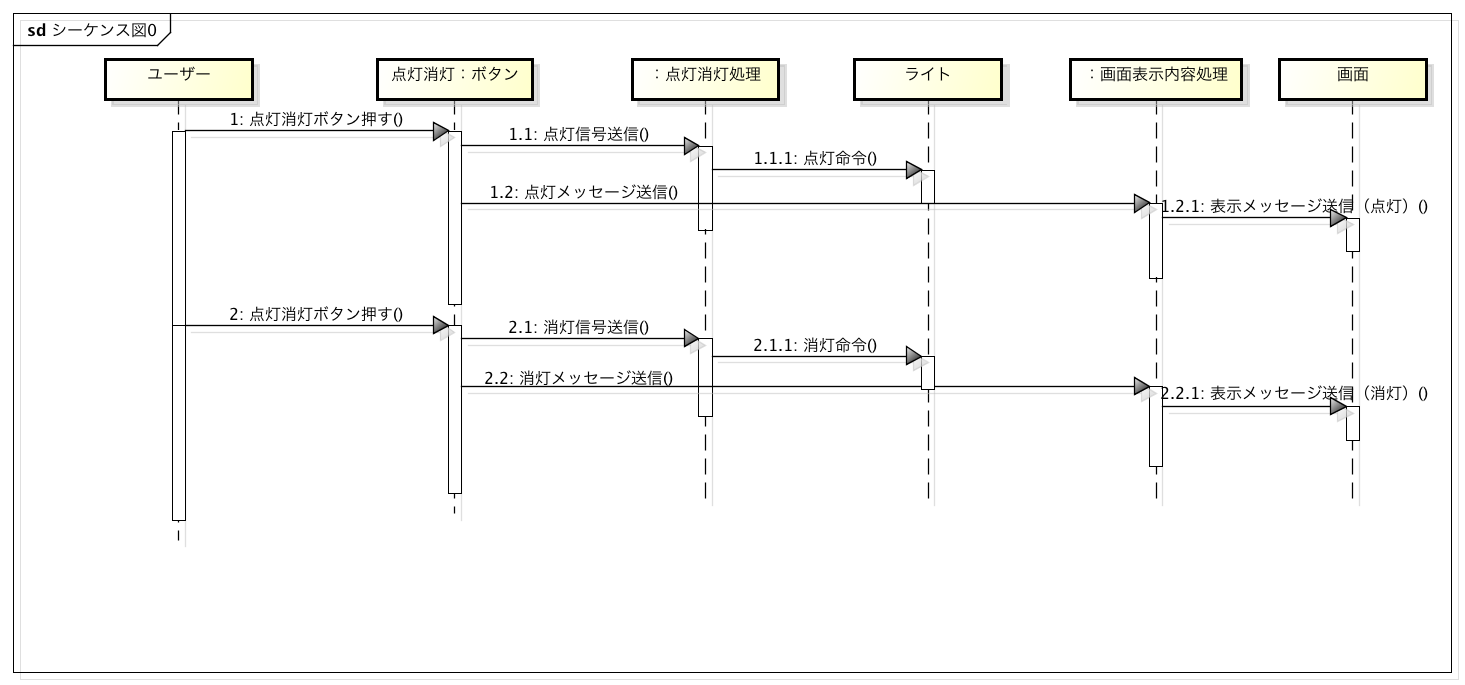 sd シーケンス図0
ユーザー
点灯消灯：ボタン
：点灯消灯処理
ライト
：画面表示内容処理
画面
1: 点灯消灯ボタン押す()
1.1: 点灯信号送信()
1.1.1: 点灯命令()
1.2: 点灯メッセージ送信()
1.2.1: 表示メッセージ送信（点灯）()
2: 点灯消灯ボタン押す()
2.1: 消灯信号送信()
2.1.1: 消灯命令()
2.2: 消灯メッセージ送信()
2.2.1: 表示メッセージ送信（消灯）()